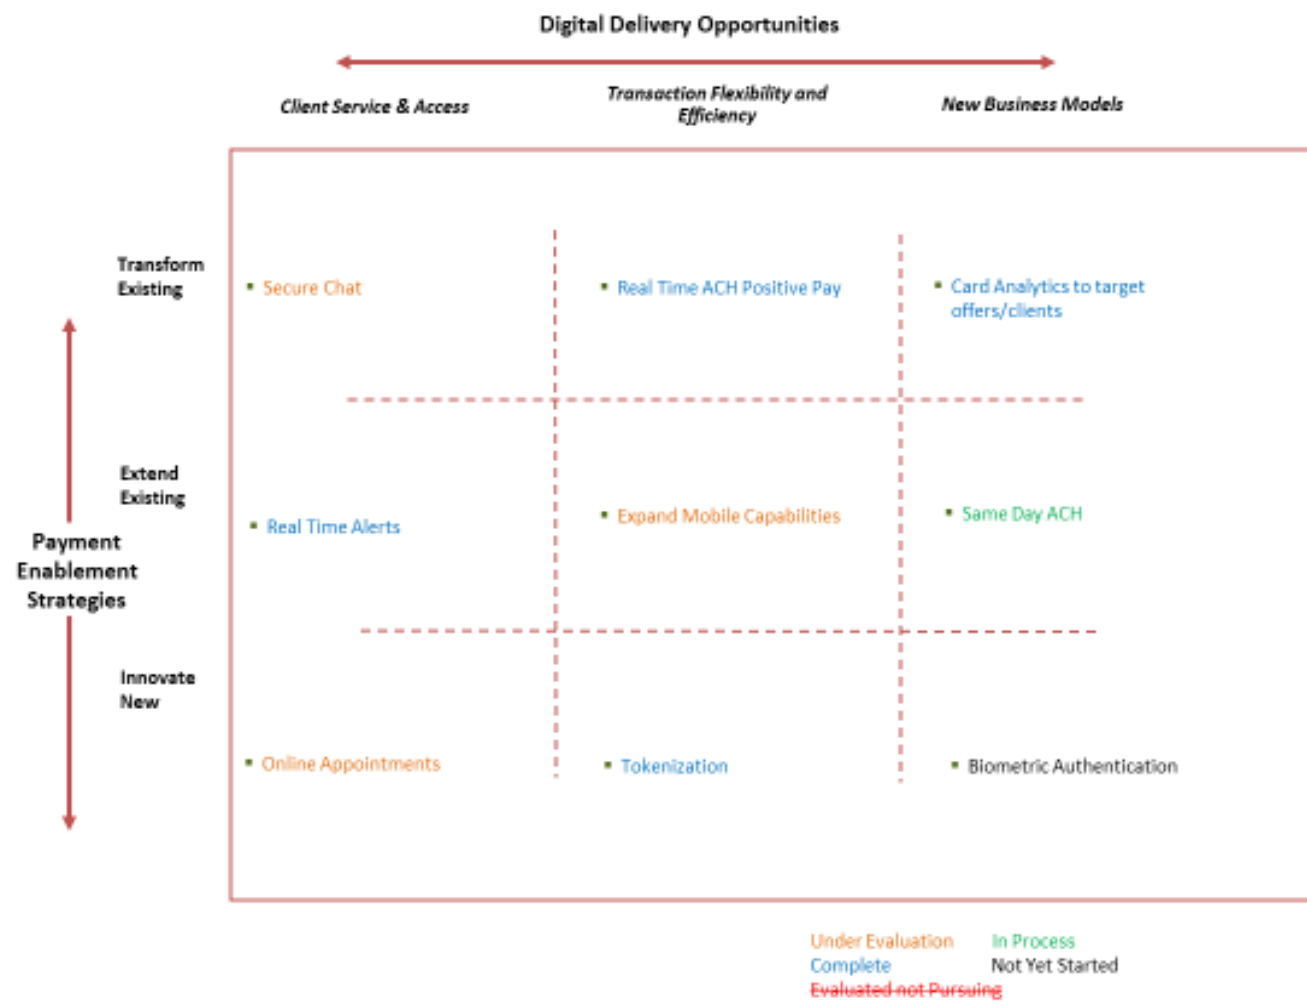 Digital Delivery Opportunities
Client Service & Access
Transaction Flexibility and
Efficiency
New Business Models
Transform
Existing
Secure Chat
Real Time ACH Positive Pay
Card Analytics to target
offers/clients
Extend
Existing
Real Time Alerts
Expand Mobile Capabilities
Same Day ACH
Payment
Enablement
Strategies
Innovate
New
Online Appointments
Tokenization
Biometric Authentication
Under Evaluation
In Process
Complete
Not Yet Started
Evaluated not Pursuing